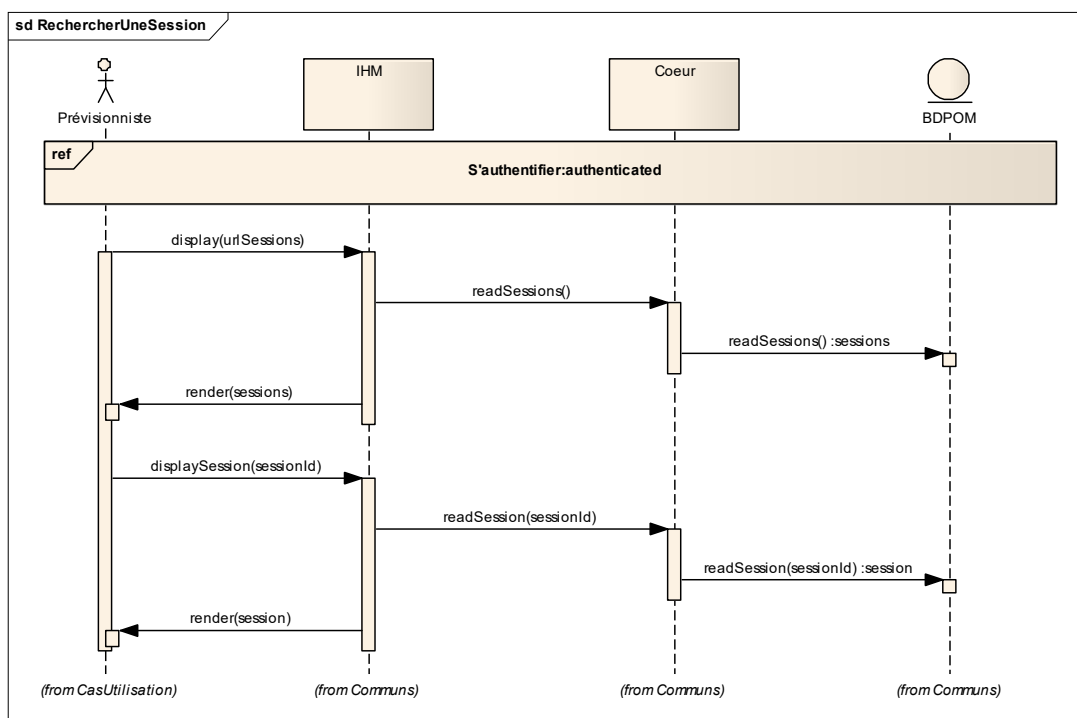 sd RechercherUneSession
Prévisionniste
IHM
Coeur
BDPOM
ref
S'authentifier:authenticated
display(urlSessions)
readSessions()
readSessions() :sessions
render(sessions)
displaySession(sessionId)
readSession(sessionId)
readSession(sessionId) :session
render(session)
(from CasUtilisation)
(from Communs)
(from Communs)
(from Communs)